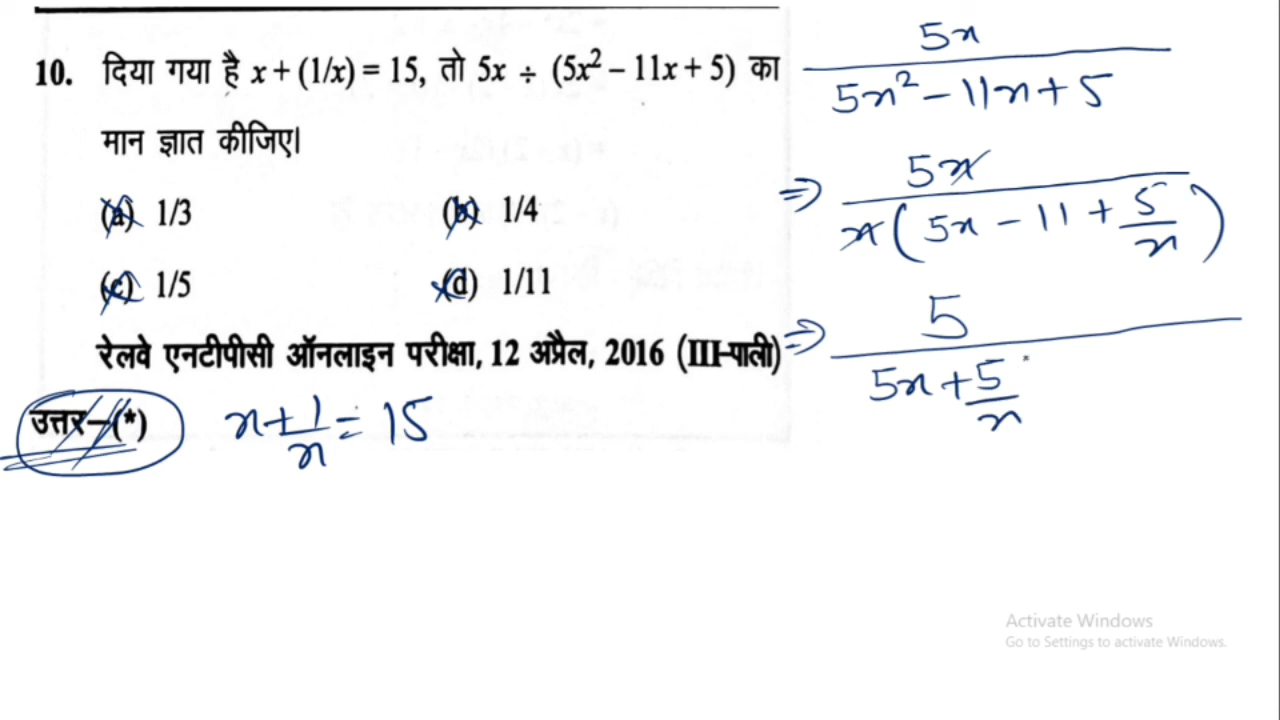 10. दिया गया है x + (1/x) = 15, तो 5x ÷ (5x² – 11x + 5) का
मान ज्ञात कीजिए।
(a) 1/3 (b) 1/4
(c) 1/5 (d) 1/11
रेलवे एनटीपीसी ऑनलाइन परीक्षा, 12 अप्रैल, 2016 (III-पाली)
उत्तर–(*)
x + 1/x = 15
5x
5x² – 11x + 5
⇒ 5x
x(5x – 11 + 5/x)
⇒ 5
5x + 5/x
Activate Windows
Go to Settings to activate Windows.